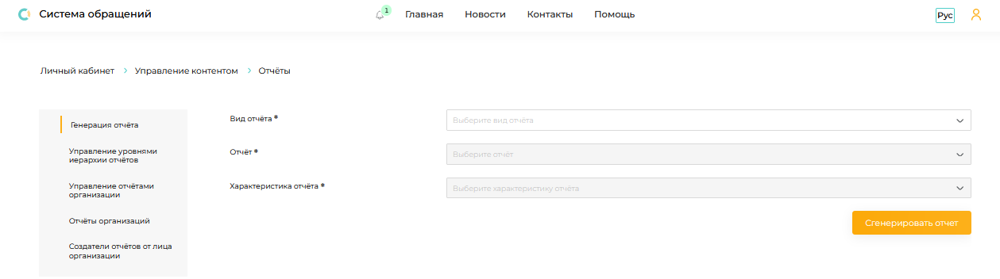 Система обращений
1
Главная
Новости
Контакты
Помощь
Рус
Личный кабинет > Управление контентом > Отчёты
Генерация отчёта
Управление уровнями
иерархии отчётов
Управление отчётами
организации
Отчёты организаций
Создатели отчётов от лица
организации
Вид отчёта *
Выберите вид отчёта
Отчёт *
Выберите отчёт
Характеристика отчёта *
Выберите характеристику отчёта
Сгенерировать отчет